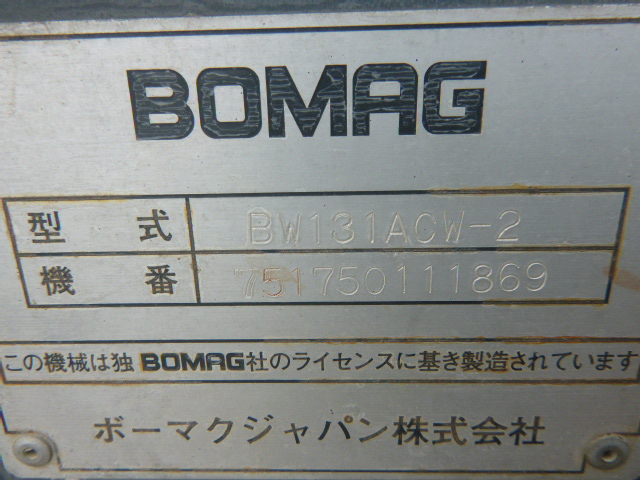 BOMAG
型式 BW131ACW-2
機番 751750111869
この機械は独BOMAG社のライセンスに基き製造されています
ボーマクジャパン株式会社